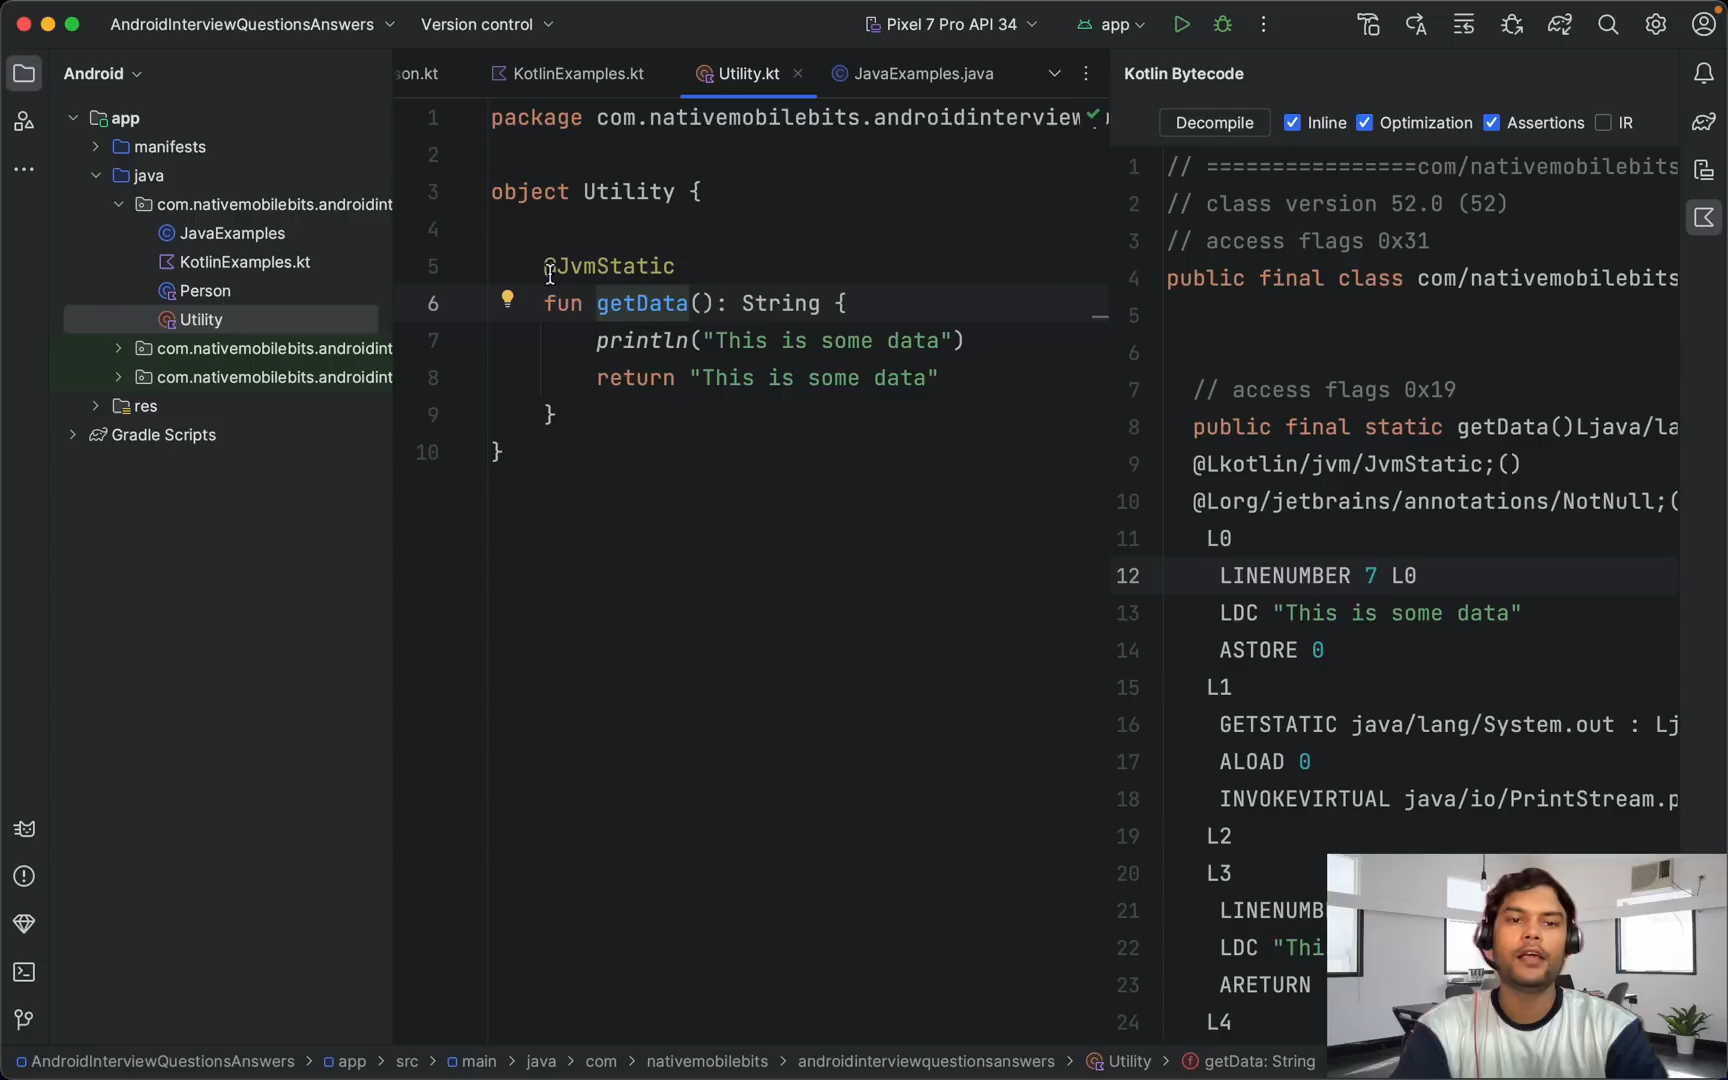 AndroidInterviewQuestionsAnswers
Version control
Pixel 7 Pro API 34
app
Android
son.kt
KotlinExamples.kt
Utility.kt
JavaExamples.java
Kotlin Bytecode
app
manifests
java
com.nativemobilebits.androidint
JavaExamples
KotlinExamples.kt
Person
Utility
com.nativemobilebits.androidint
com.nativemobilebits.androidint
res
Gradle Scripts
1 package com.nativemobilebits.androidinterview
2
3 object Utility {
4
5 @JvmStatic
6 fun getData(): String {
7 println("This is some data")
8 return "This is some data"
9 }
10 }
Decompile Inline Optimization Assertions IR
1 // ================com/nativemobilebits
2 // class version 52.0 (52)
3 // access flags 0x31
4 public final class com/nativemobilebits
5
6
7 // access flags 0x19
8 public final static getData()Ljava/la
9 @Lkotlin/jvm/JvmStatic;()
10 @Lorg/jetbrains/annotations/NotNull;(
11 L0
12 LINENUMBER 7 L0
13 LDC "This is some data"
14 ASTORE 0
15 L1
16 GETSTATIC java/lang/System.out : Lj
17 ALOAD 0
18 INVOKEVIRTUAL java/io/PrintStream.p
19 L2
20 L3
21 LINENUMB
22 LDC "Thi
23 ARETURN
24 L4
AndroidInterviewQuestionsAnswers > app > src > main > java > com > nativemobilebits > androidinterviewquestionsanswers > Utility > getData: String